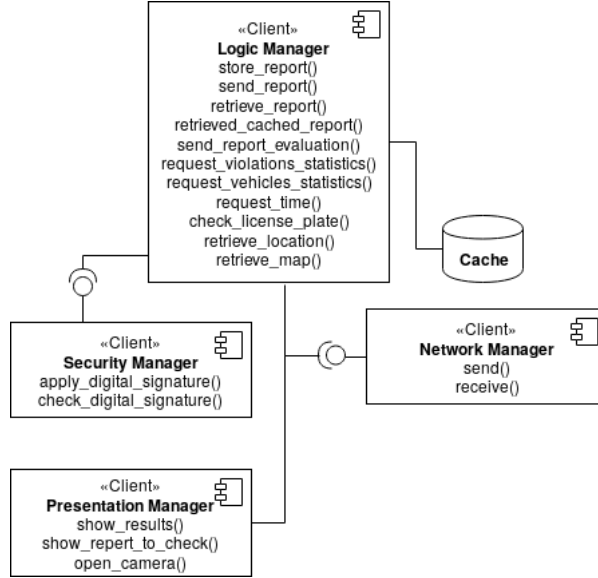 «Client»
Logic Manager
store_report()
send_report()
retrieve_report()
retrieved_cached_report()
send_report_evaluation()
request_violations_statistics()
request_vehicles_statistics()
request_time()
check_license_plate()
retrieve_location()
retrieve_map()
Cache
«Client»
Security Manager
apply_digital_signature()
check_digital_signature()
«Client»
Network Manager
send()
receive()
«Client»
Presentation Manager
show_results()
show_repert_to_check()
open_camera()